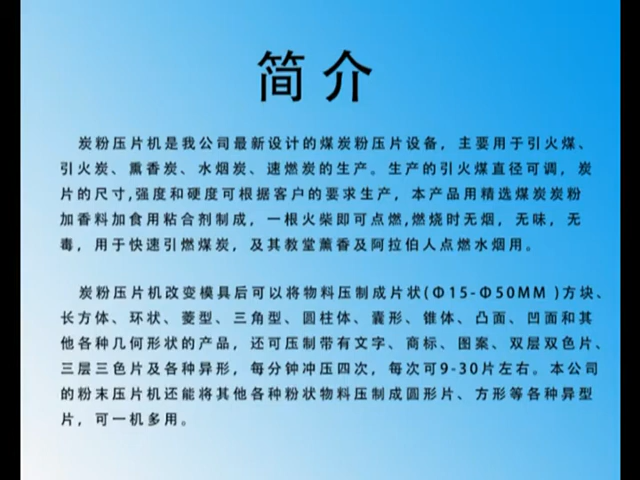 简介
炭粉压片机是我公司最新设计的煤炭粉压片设备，主要用于引火煤、
引火炭、熏香炭、水烟炭、速燃炭的生产。生产的引火煤直径可调，炭
片的尺寸,强度和硬度可根据客户的要求生产，本产品用精选煤炭炭粉
加香料加食用粘合剂制成，一根火柴即可点燃,燃烧时无烟，无味，无
毒，用于快速引燃煤炭，及其教堂薰香及阿拉伯人点燃水烟用。
炭粉压片机改变模具后可以将物料压制成片状(Φ15-Φ50MM )方块、
长方体、环状、菱型、三角型、圆柱体、囊形、锥体、凸面、凹面和其
他各种几何形状的产品，还可压制带有文字、商标、图案、双层双色片、
三层三色片及各种异形，每分钟冲压四次，每次可9-30片左右。本公司
的粉末压片机还能将其他各种粉状物料压制成圆形片、方形等各种异型
片，可一机多用。